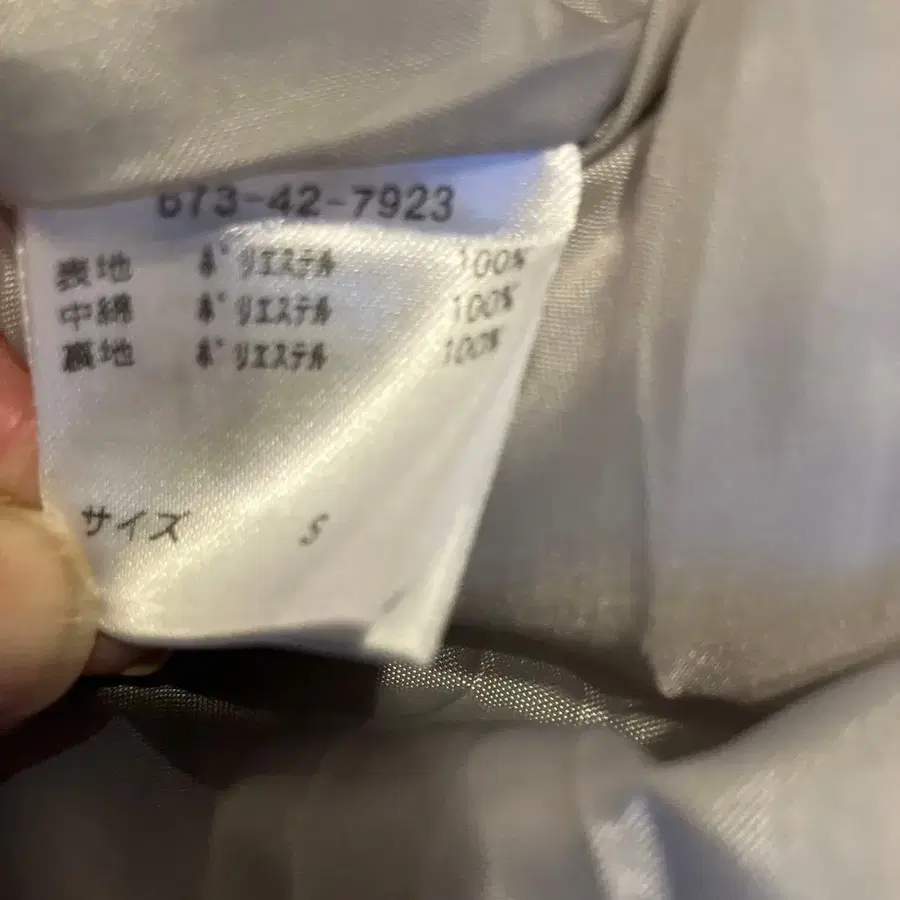 673-42-7923
表地 ポリエステル 100%
中綿 ポリエステル 100%
裏地 ポリエステル 100%
サイズ S